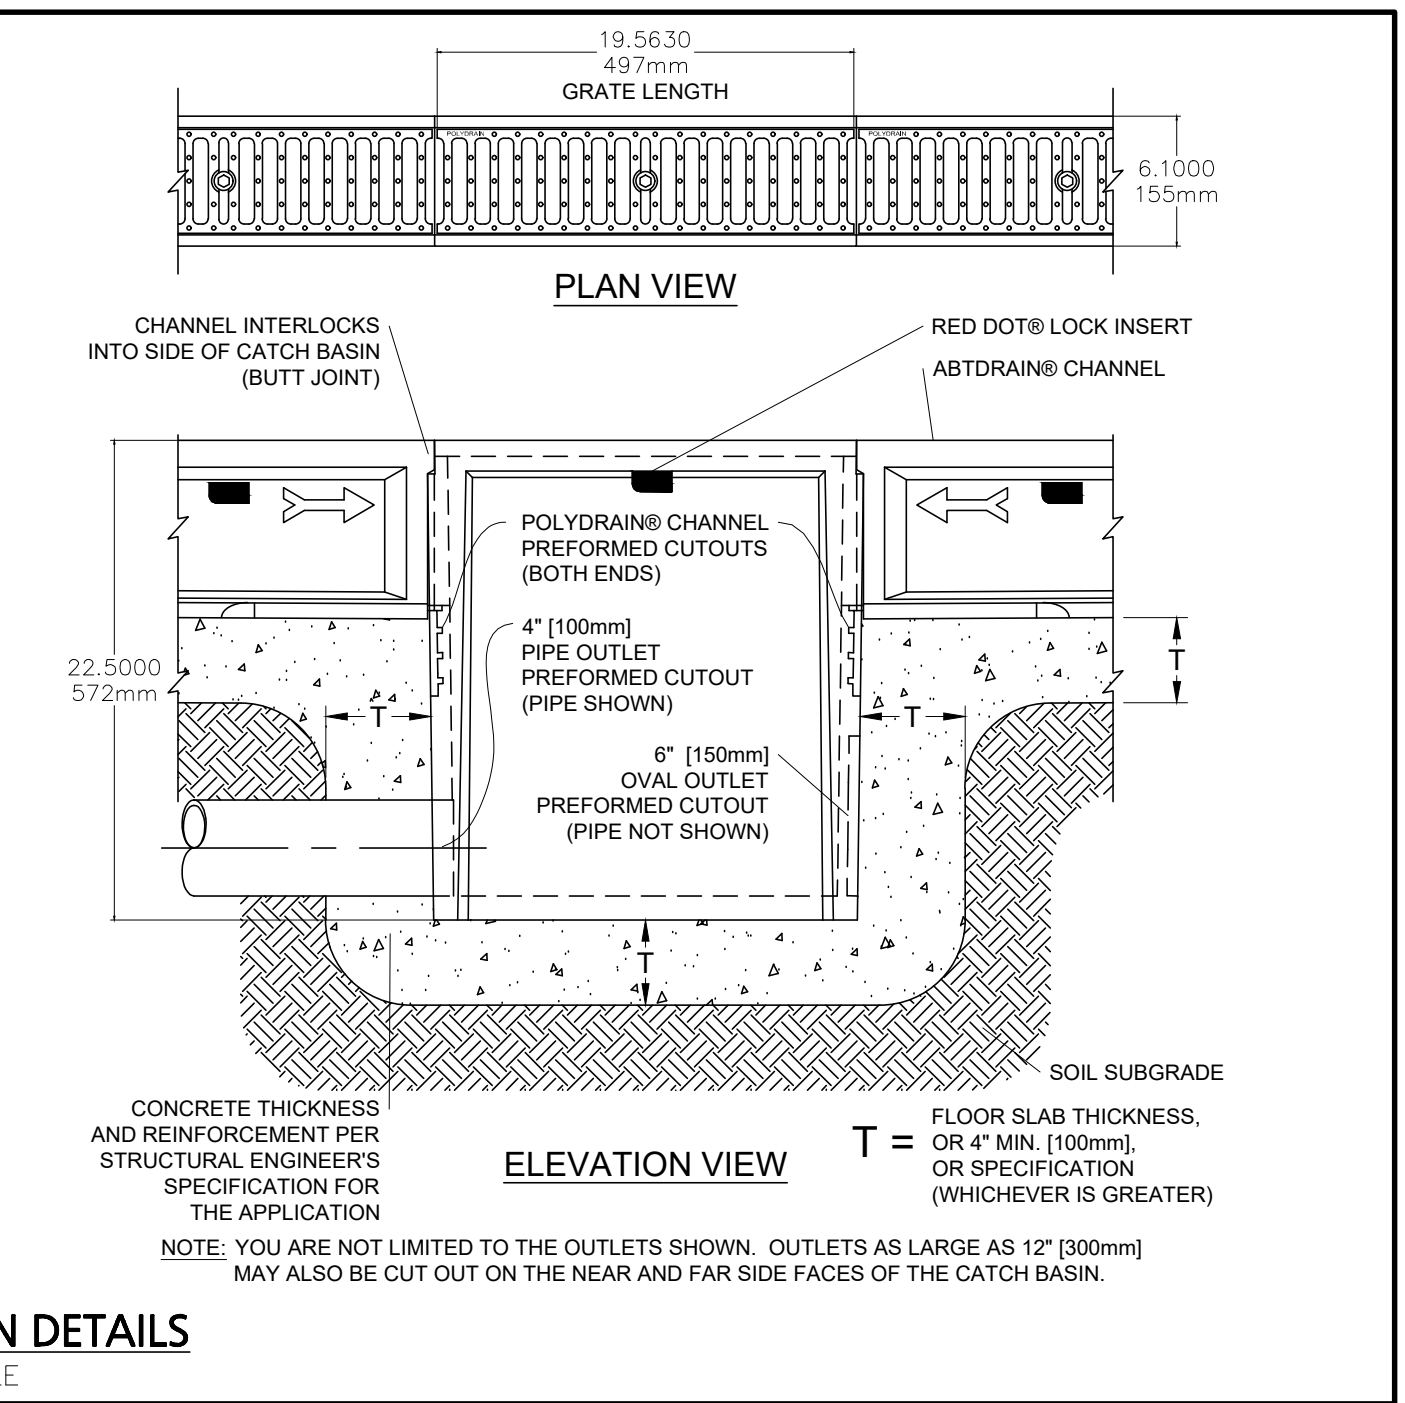 19.5630
497mm
GRATE LENGTH
POLYDRAIN
POLYDRAIN
6.1000
155mm
PLAN VIEW
CHANNEL INTERLOCKS
INTO SIDE OF CATCH BASIN
(BUTT JOINT)
RED DOT® LOCK INSERT
ABTDRAIN® CHANNEL
POLYDRAIN® CHANNEL
PREFORMED CUTOUTS
(BOTH ENDS)
4" [100mm]
PIPE OUTLET
PREFORMED CUTOUT
(PIPE SHOWN)
22.5000
572mm
T
T
T
6" [150mm]
OVAL OUTLET
PREFORMED CUTOUT
(PIPE NOT SHOWN)
T
SOIL SUBGRADE
CONCRETE THICKNESS
AND REINFORCEMENT PER
STRUCTURAL ENGINEER'S
SPECIFICATION FOR
THE APPLICATION
ELEVATION VIEW
T = FLOOR SLAB THICKNESS,
OR 4" MIN. [100mm],
OR SPECIFICATION
(WHICHEVER IS GREATER)
NOTE: YOU ARE NOT LIMITED TO THE OUTLETS SHOWN. OUTLETS AS LARGE AS 12" [300mm]
MAY ALSO BE CUT OUT ON THE NEAR AND FAR SIDE FACES OF THE CATCH BASIN.
N DETAILS
LE